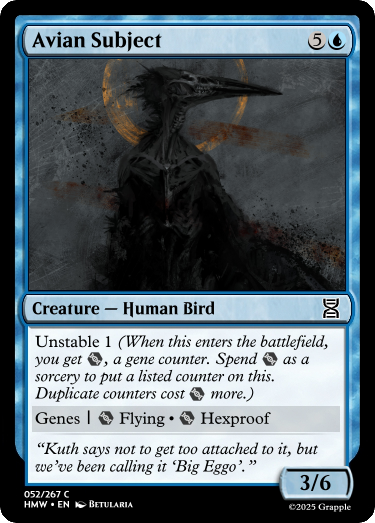 Avian Subject 5
Creature — Human Bird
Unstable 1 (When this enters the battlefield,
you get , a gene counter. Spend as a
sorcery to put a listed counter on this.
Duplicate counters cost more.)
Genes | Flying • Hexproof
“Kuth says not to get too attached to it, but
we’ve been calling it ‘Big Eggo’.”
3/6
052/267 C
HMW • EN BETULARIA
©2025 Grapple